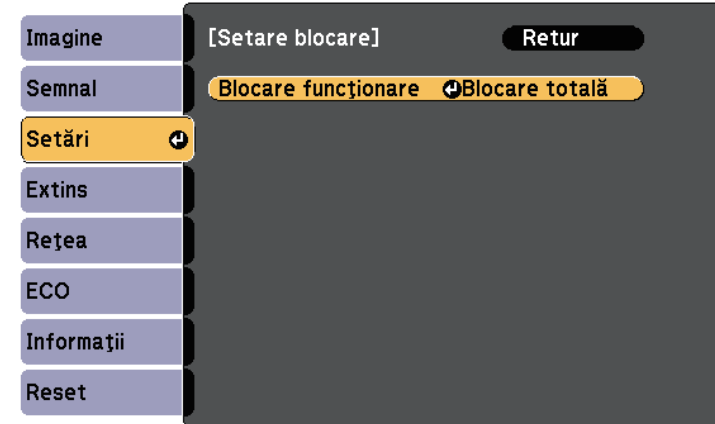 Imagine
Semnal
Setări
Extins
Reţea
ECO
Informaţii
Reset
[Setare blocare] Retur
Blocare funcţionare Blocare totală